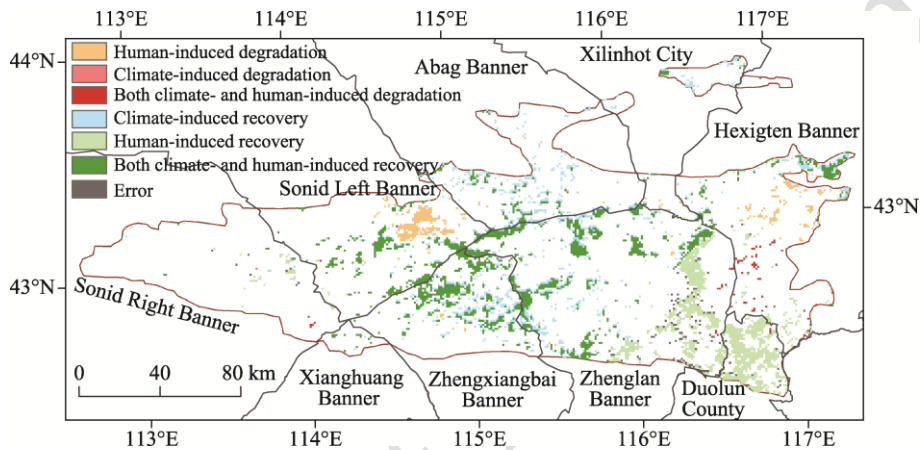 113°E 114°E 115°E 116°E 117°E
44°N
Human-induced degradation
Climate-induced degradation
Both climate- and human-induced degradation
Climate-induced recovery
Human-induced recovery
Both climate- and human-induced recovery
Error
Abag Banner
Xilinhot City
Hexigten Banner
Sonid Left Banner
43°N
43°N
Sonid Right Banner
0 40 80 km
Xianghuang
Banner
Zhengxiangbai
Banner
Zhenglan
Banner
Duolun
County
113°E 114°E 115°E 116°E 117°E